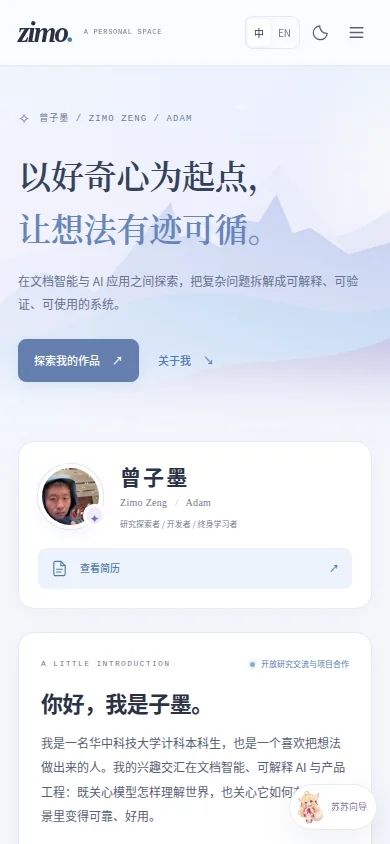 zimo.
A PERSONAL SPACE
中
EN
曾子墨 / ZIMO ZENG / ADAM
以好奇心为起点,
让想法有迹可循。
在文档智能与 AI 应用之间探索，把复杂问题拆解成可解释、可验
证、可使用的系统。
探索我的作品 ↗
关于我 ↘
曾子墨
Zimo Zeng / Adam
研究探索者 / 开发者 / 终身学习者
查看简历 ↗
A LITTLE INTRODUCTION
开放研究交流与项目合作
你好，我是子墨。
我是一名华中科技大学计科本科生，也是一个喜欢把想法
做出来的人。我的兴趣交汇在文档智能、可解释 AI 与产品
工程：既关心模型怎样理解世界，也关心它如何
景里变得可靠、好用。
苏苏向导